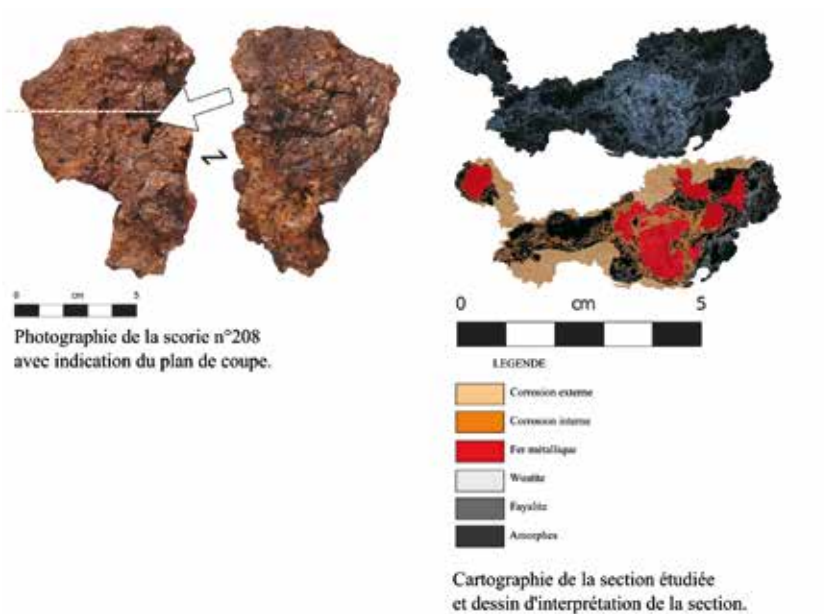 Z
0 cm 5
Photographie de la scorie n°208
avec indication du plan de coupe.
0 cm 5
LEGENDE
Corrosion externe
Corrosion interne
Fer métallique
Wustite
Fayalite
Amorphes
Cartographie de la section étudiée
et dessin d'interprétation de la section.